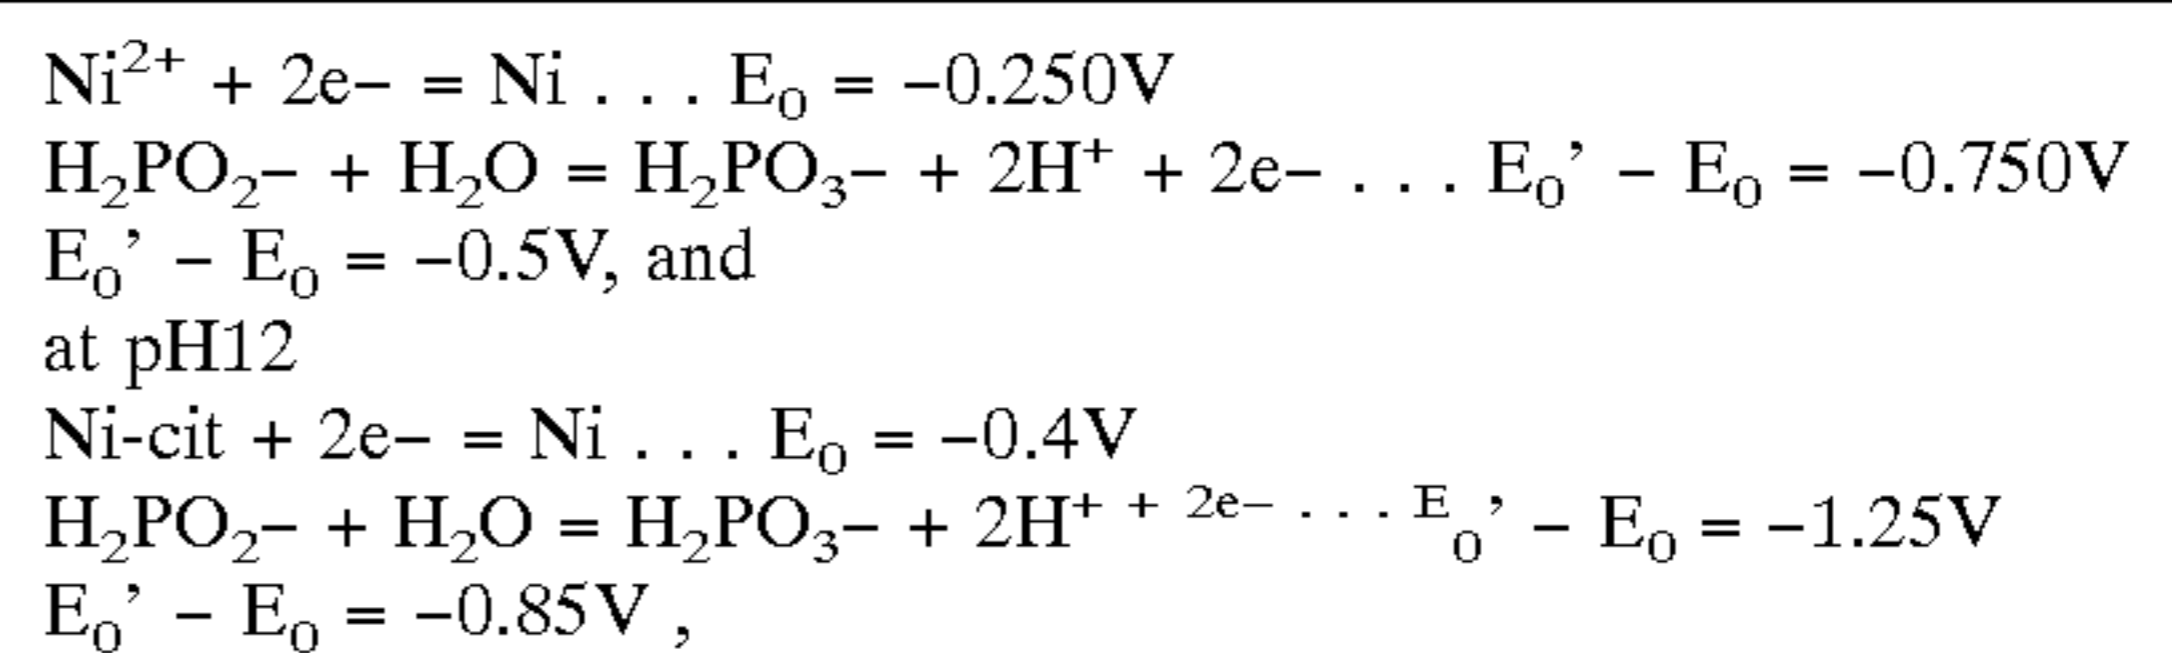 Ni²⁺ + 2e− = Ni . . . E₀ = −0.250V
H₂PO₂− + H₂O = H₂PO₃− + 2H⁺ + 2e− . . . E₀’ − E₀ = −0.750V
E₀’ − E₀ = −0.5V, and
at pH12
Ni-cit + 2e− = Ni . . . E₀ = −0.4V
H₂PO₂− + H₂O = H₂PO₃− + 2H⁺ ⁺ ²ᵉ⁻ · · · ᴱ₀’ − E₀ = −1.25V
E₀’ − E₀ = −0.85V ,